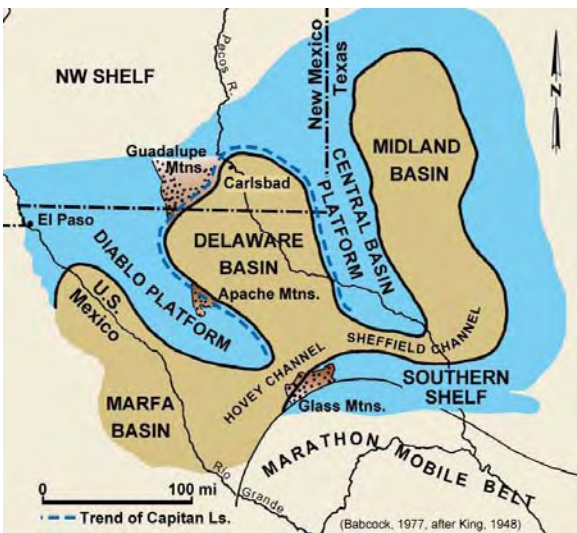 NW SHELF
Pecos R.
New Mexico
Texas
N
Guadalupe
Mtns.
Carlsbad
MIDLAND
BASIN
El Paso
DELAWARE
BASIN
CENTRAL BASIN
PLATFORM
DIABLO PLATFORM
Apache Mtns.
U.S.
Mexico
SHEFFIELD CHANNEL
HOVEY CHANNEL
SOUTHERN
SHELF
Glass Mtns.
MARFA
BASIN
MARATHON MOBILE BELT
Rio Grande
0 100 mi
Trend of Capitan Ls.
(Babcock, 1977, after King, 1948)